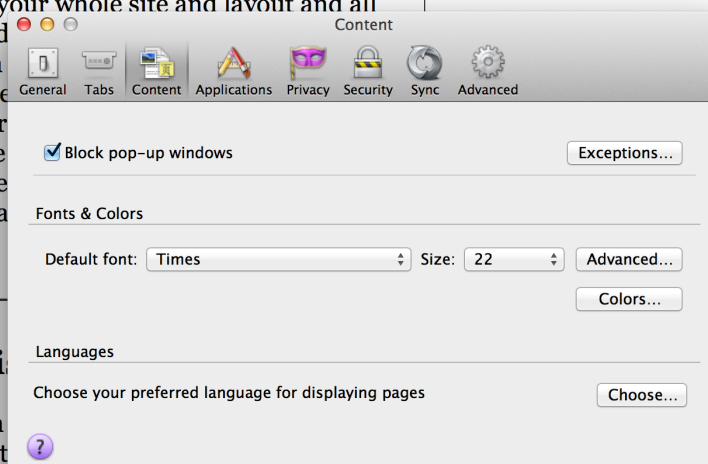 your whole site and layout and all
Content
General Tabs Content Applications Privacy Security Sync Advanced
Block pop-up windows Exceptions...
Fonts & Colors
Default font: Times Size: 22 Advanced...
Colors...
Languages
Choose your preferred language for displaying pages Choose...
?